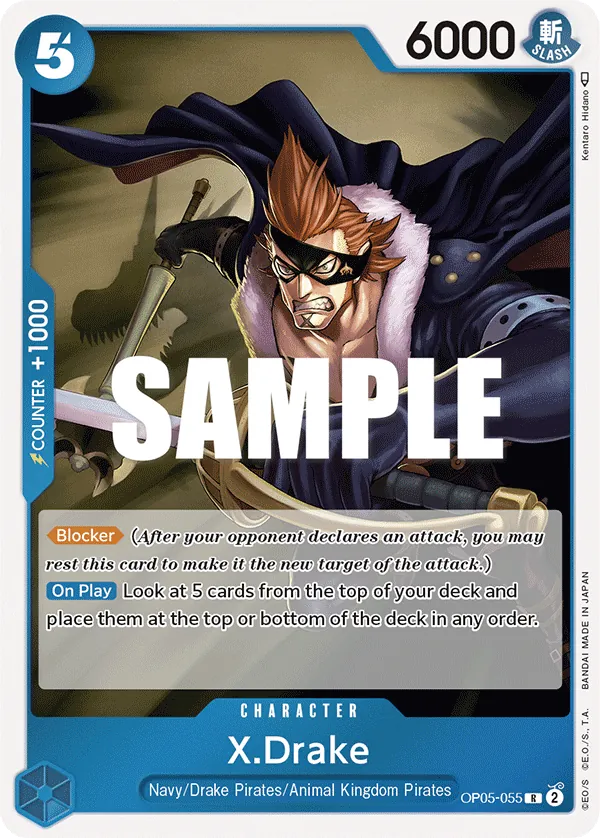 5
6000
斬
SLASH
Kentaro Hidano
COUNTER +1000
SAMPLE
Blocker (After your opponent declares an attack, you may
rest this card to make it the new target of the attack.)
On Play Look at 5 cards from the top of your deck and
place them at the top or bottom of the deck in any order.
CHARACTER
X.Drake
Navy/Drake Pirates/Animal Kingdom Pirates
OP05-055 R 2
©E.O/S ©E.O./S., T.A. BANDAI MADE IN JAPAN